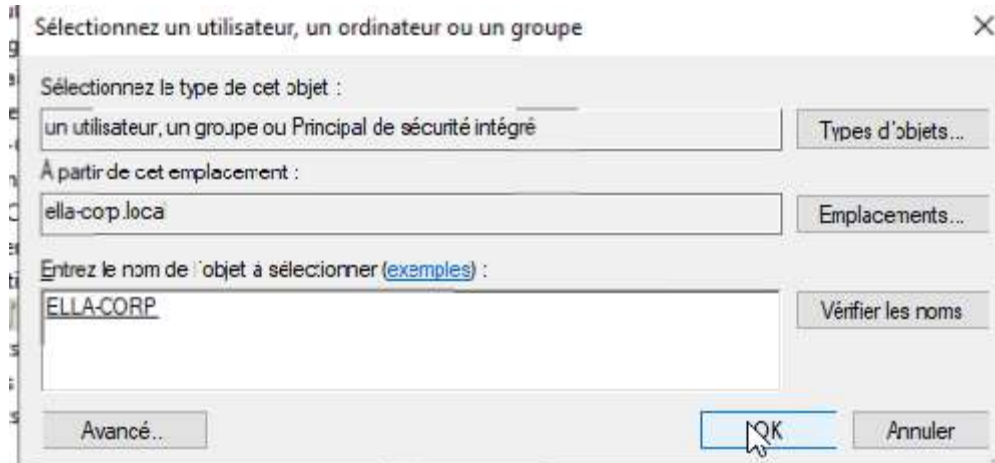 Sélectionnez un utilisateur, un ordinateur ou un groupe
Sélectionnez le type de cet objet :
un utilisateur, un groupe ou Principal de sécurité intégré
Types d'objets...
À partir de cet emplacement :
ella-corp.local
Emplacements...
Entrez le nom de l'objet à sélectionner (exemples) :
ELLA-CORP
Vérifier les noms
Avancé..
OK
Annuler